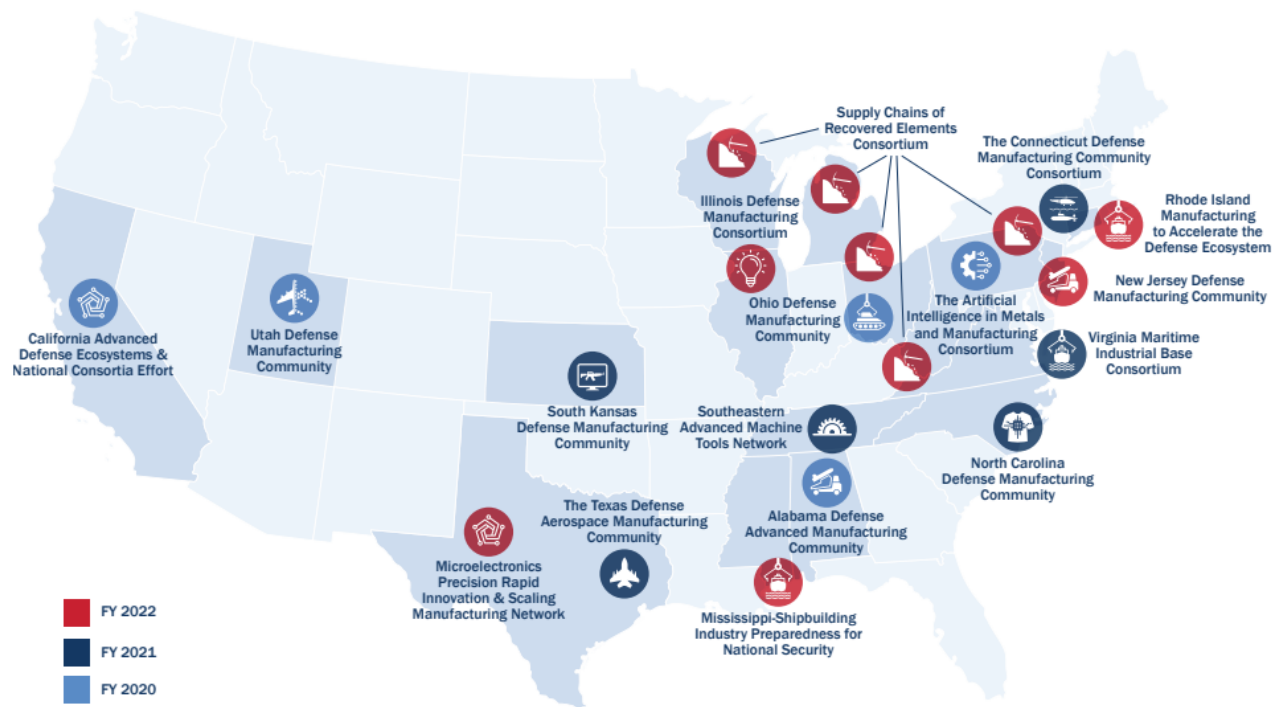 Supply Chains of
Recovered Elements
Consortium
The Connecticut Defense
Manufacturing Community
Consortium
Rhode Island
Manufacturing
to Accelerate the
Defense Ecosystem
Illinois Defense
Manufacturing
Consortium
New Jersey Defense
Manufacturing Community
Ohio Defense
Manufacturing
Community
The Artificial
Intelligence in Metals
and Manufacturing
Consortium
California Advanced
Defense Ecosystems &
National Consortia Effort
Utah Defense
Manufacturing
Community
Virginia Maritime
Industrial Base
Consortium
South Kansas
Defense Manufacturing
Community
Southeastern
Advanced Machine
Tools Network
North Carolina
Defense Manufacturing
Community
The Texas Defense
Aerospace Manufacturing
Community
Alabama Defense
Advanced Manufacturing
Community
Microelectronics
Precision Rapid
Innovation & Scaling
Manufacturing Network
Mississippi-Shipbuilding
Industry Preparedness for
National Security
FY 2022
FY 2021
FY 2020